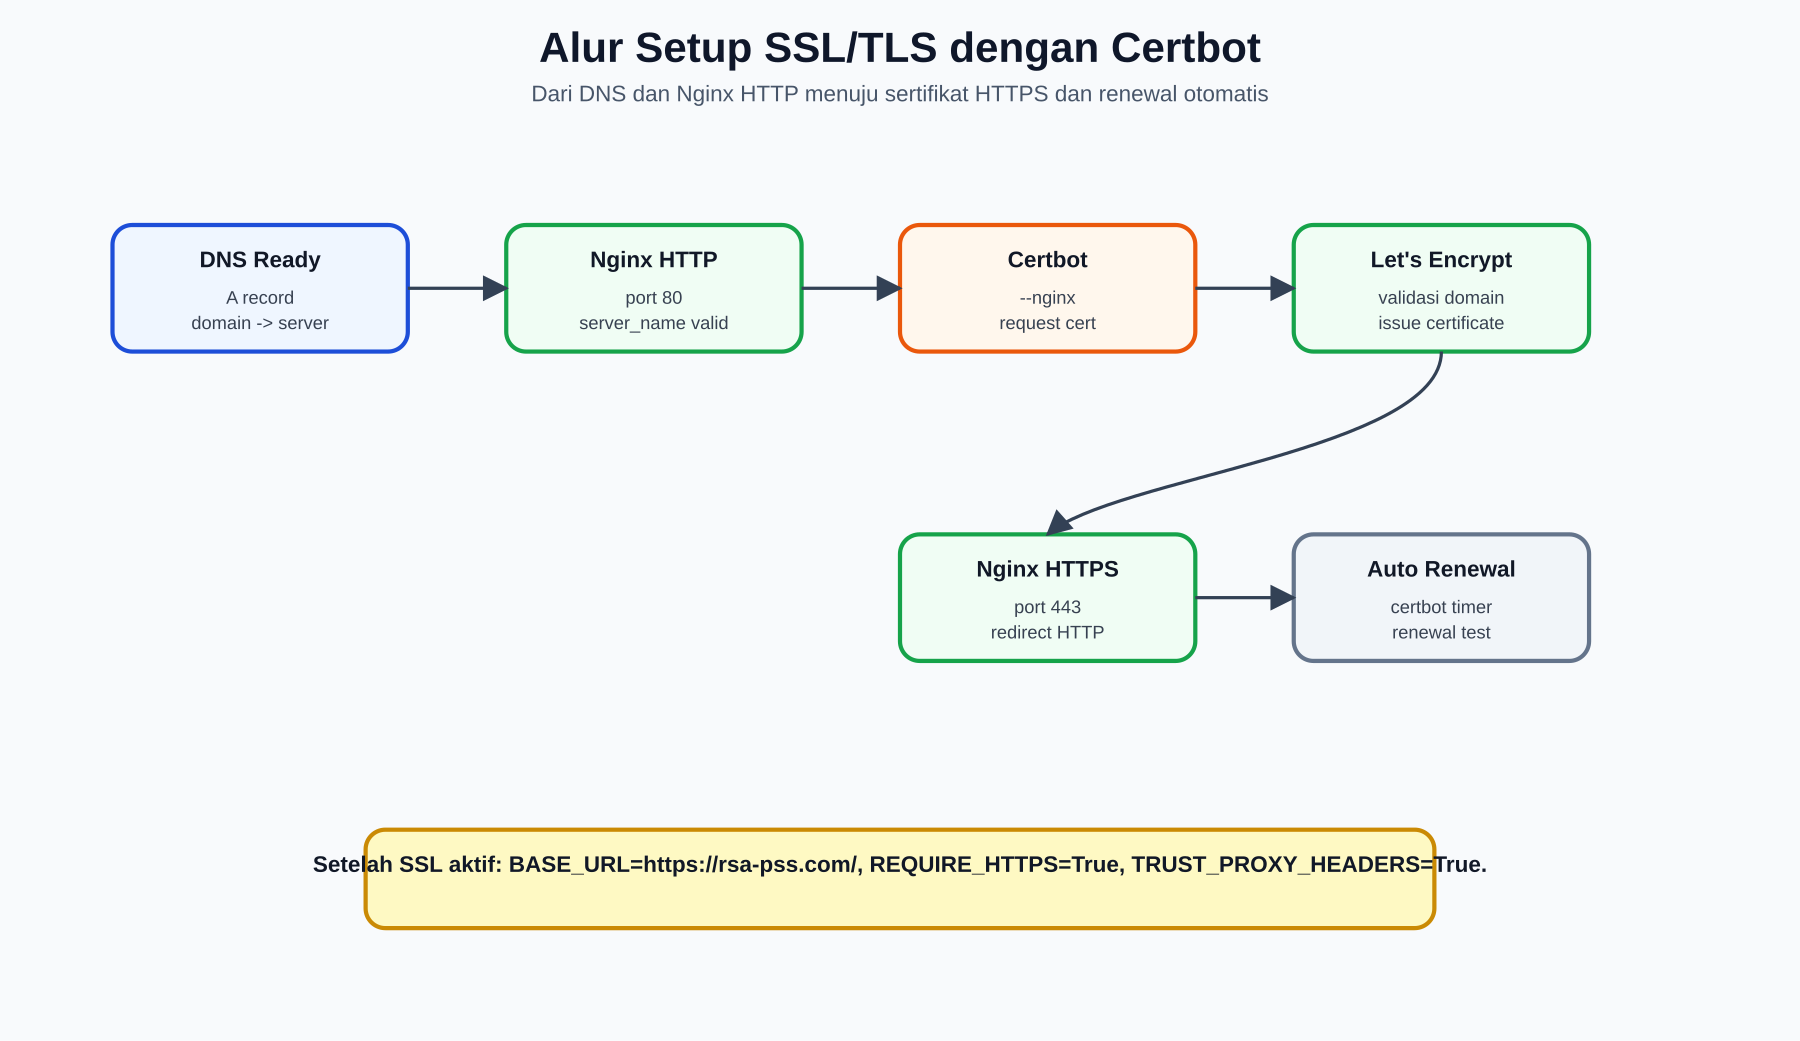 Alur Setup SSL/TLS dengan Certbot
Dari DNS dan Nginx HTTP menuju sertifikat HTTPS dan renewal otomatis
DNS Ready
A record
domain -> server
Nginx HTTP
port 80
server_name valid
Certbot
--nginx
request cert
Let's Encrypt
validasi domain
issue certificate
Nginx HTTPS
port 443
redirect HTTP
Auto Renewal
certbot timer
renewal test
Setelah SSL aktif: BASE_URL=https://rsa-pss.com/, REQUIRE_HTTPS=True, TRUST_PROXY_HEADERS=True.